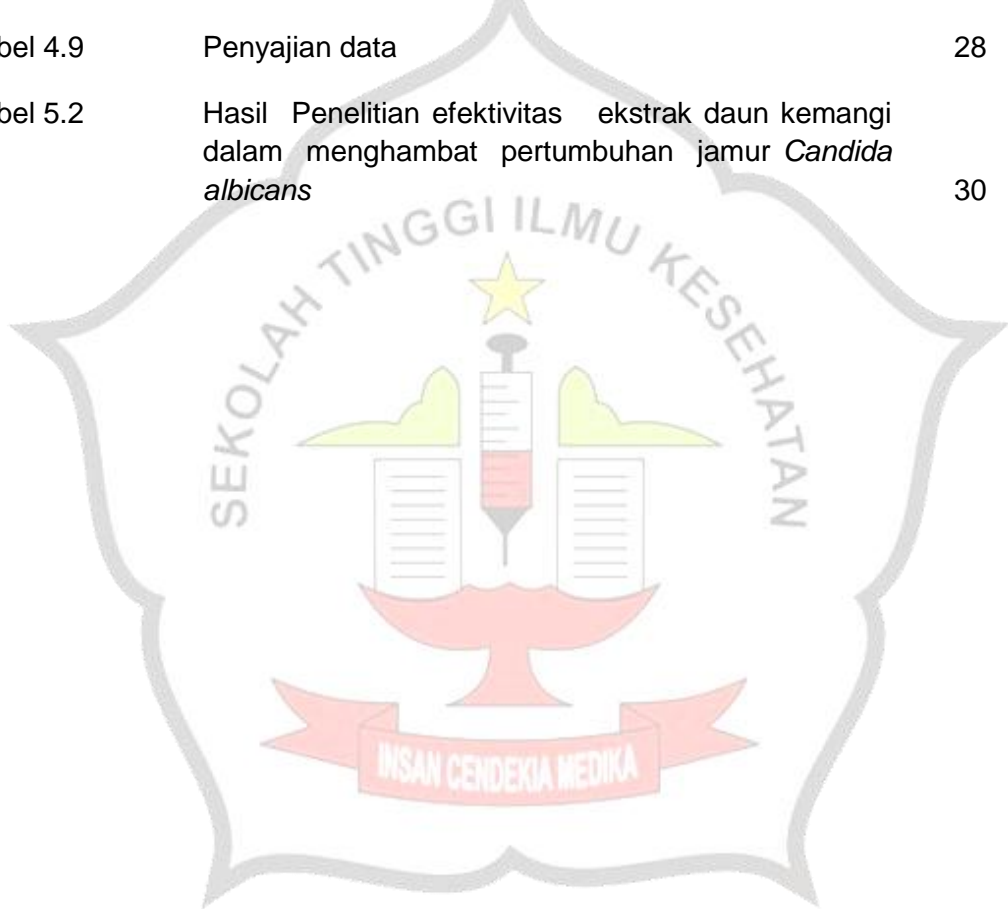 bel 4.9 Penyajian data 28
bel 5.2 Hasil Penelitian efektivitas ekstrak daun kemangi
dalam menghambat pertumbuhan jamur Candida
albicans 30
SEKOLAH TINGGI ILMU KESEHATAN
INSAN CENDEKIA MEDIKA